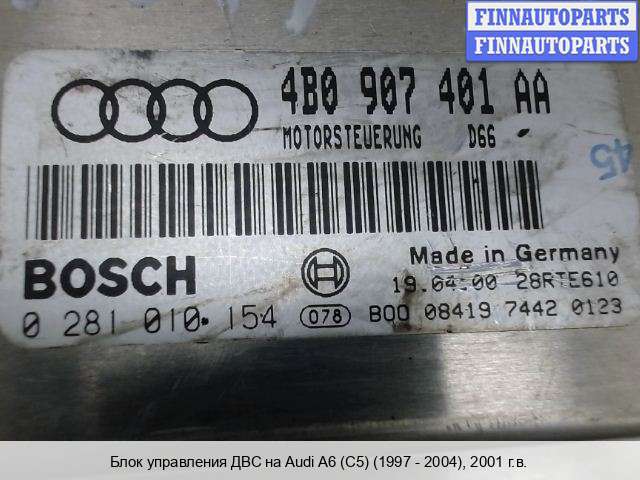 FINNAUTOPARTS
FINNAUTOPARTS
4B0 907 401 AA
MOTORSTEUERUNG D66
45
BOSCH
Made in Germany
19.04.00 28RTE610
0 281 010 154 078 B00 08419 7442 0123
Блок управления ДВС на Audi A6 (C5) (1997 - 2004), 2001 г.в.